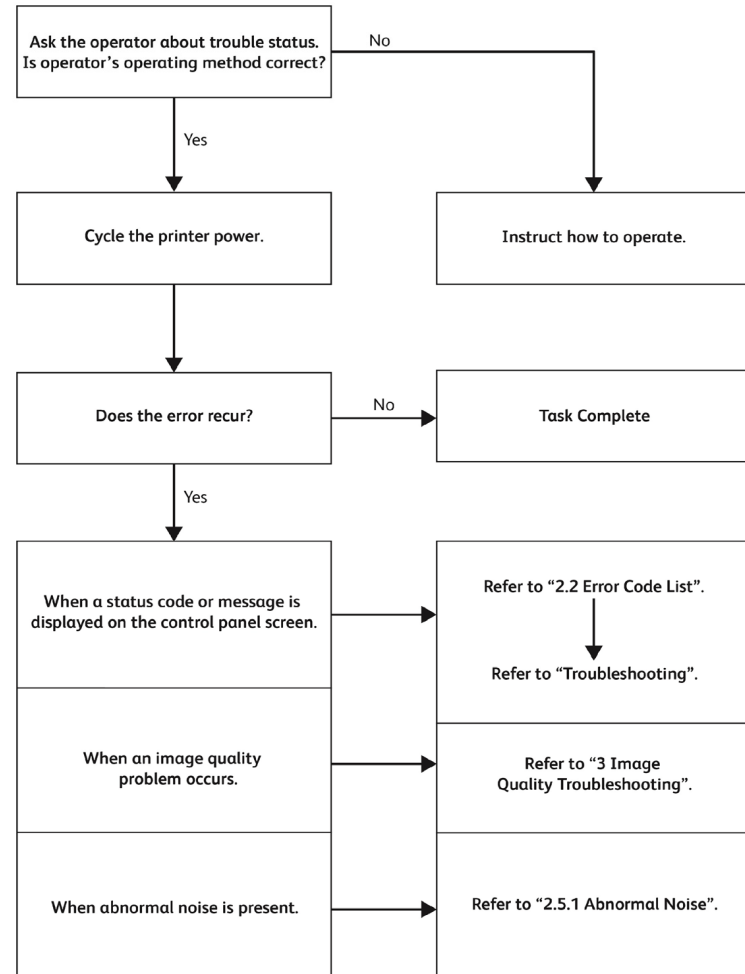 Ask the operator about trouble status.
Is operator's operating method correct?
No
Yes
Cycle the printer power.
Instruct how to operate.
Does the error recur?
No
Task Complete
Yes
When a status code or message is
displayed on the control panel screen.
Refer to “2.2 Error Code List”.
Refer to “Troubleshooting”.
When an image quality
problem occurs.
Refer to “3 Image
Quality Troubleshooting”.
When abnormal noise is present.
Refer to “2.5.1 Abnormal Noise”.